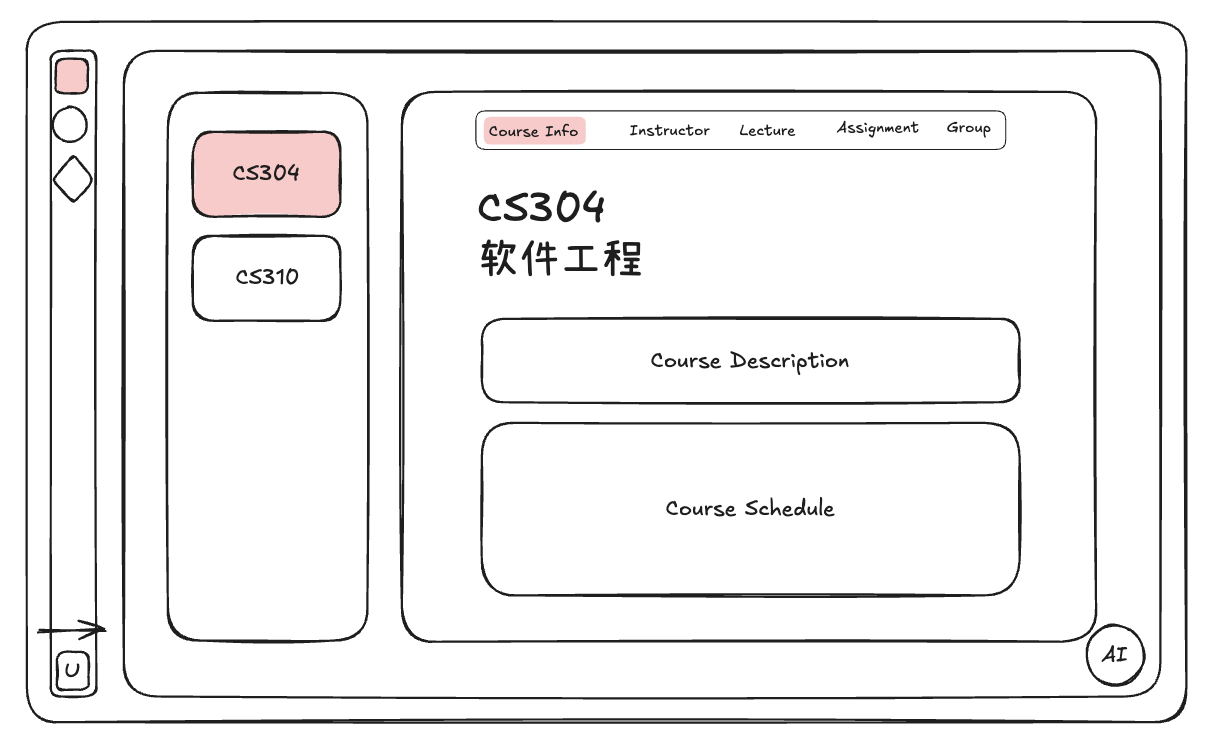 Course Info Instructor Lecture Assignment Group
CS304
CS310
CS304
软件工程
Course Description
Course Schedule
U
AI